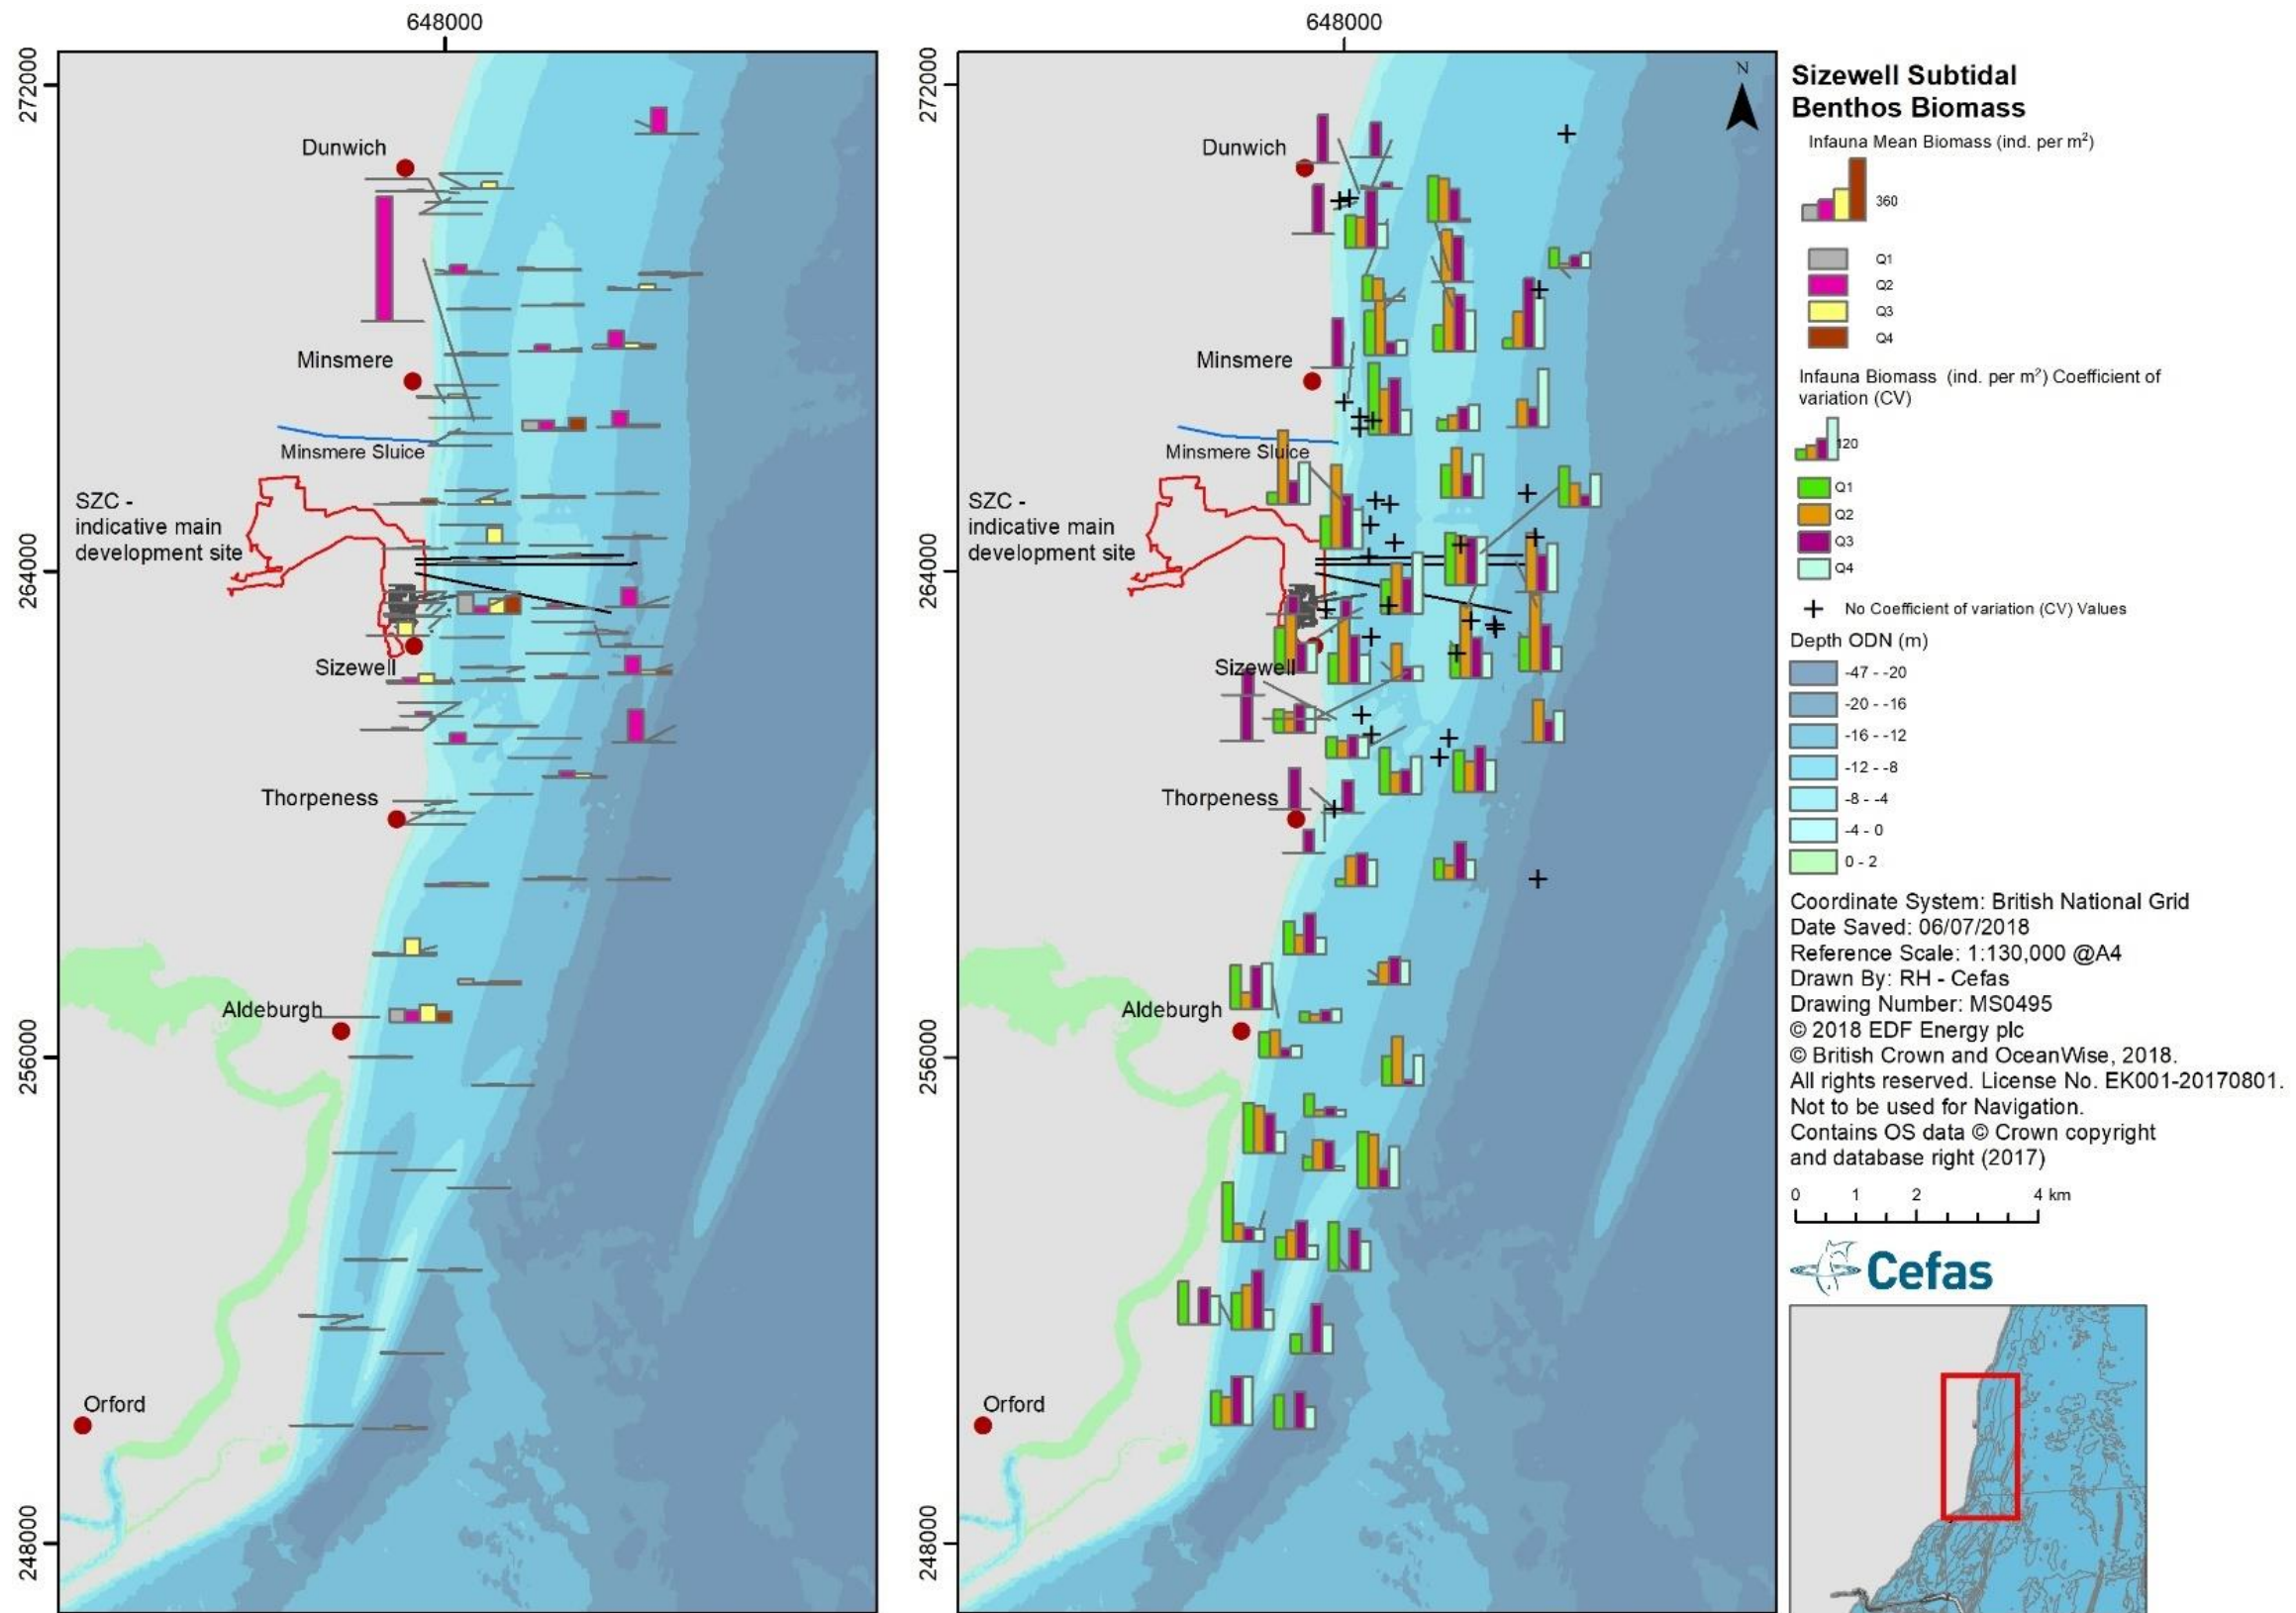 648000
272000
264000
256000
248000
Dunwich
Minsmere
Minsmere Sluice
SZC -
indicative main
development site
Sizewell
Thorpeness
Aldeburgh
Orford
648000
272000
264000
256000
248000
N
Dunwich
Minsmere
Minsmere Sluice
SZC -
indicative main
development site
Sizewell
Thorpeness
Aldeburgh
Orford
Sizewell Subtidal
Benthos Biomass
Infauna Mean Biomass (ind. per m²)
360
Q1
Q2
Q3
Q4
Infauna Biomass (ind. per m²) Coefficient of
variation (CV)
120
Q1
Q2
Q3
Q4
No Coefficient of variation (CV) Values
Depth ODN (m)
-47 - -20
-20 - -16
-16 - -12
-12 - -8
-8 - -4
-4 - 0
0 - 2
Coordinate System: British National Grid
Date Saved: 06/07/2018
Reference Scale: 1:130,000 @A4
Drawn By: RH - Cefas
Drawing Number: MS0495
© 2018 EDF Energy plc
© British Crown and OceanWise, 2018.
All rights reserved. License No. EK001-20170801.
Not to be used for Navigation.
Contains OS data © Crown copyright
and database right (2017)
0 1 2 4 km
Cefas